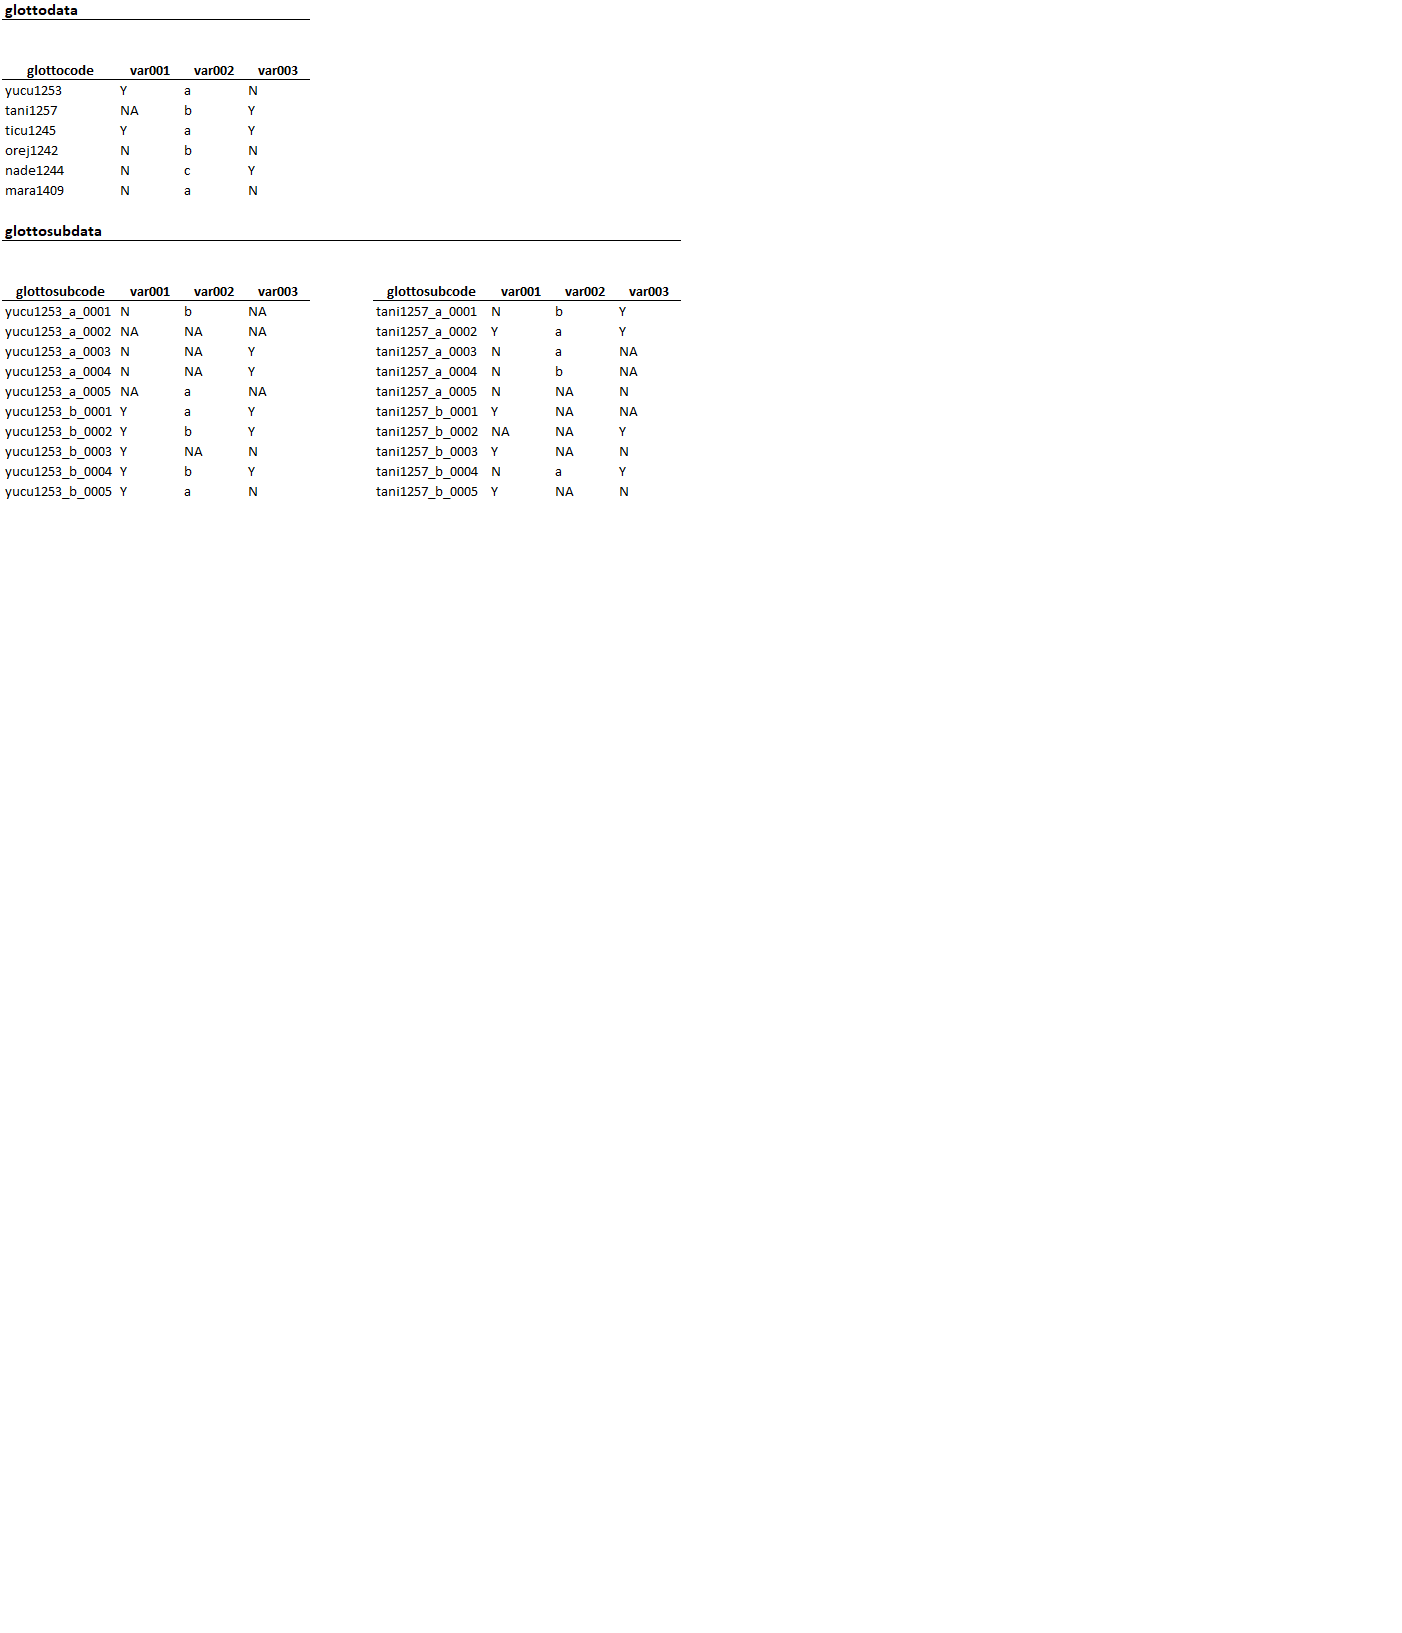 glottodata
glottocode var001 var002 var003
yucu1253 Y a N
tani1257 NA b Y
ticu1245 Y a Y
orej1242 N b N
nade1244 N c Y
mara1409 N a N
glottosubdata
glottosubcode var001 var002 var003 glottosubcode var001 var002 var003
yucu1253_a_0001 N b NA tani1257_a_0001 N b Y
yucu1253_a_0002 NA NA NA tani1257_a_0002 Y a Y
yucu1253_a_0003 N NA Y tani1257_a_0003 N a NA
yucu1253_a_0004 N NA Y tani1257_a_0004 N b NA
yucu1253_a_0005 NA a NA tani1257_a_0005 N NA N
yucu1253_b_0001 Y a Y tani1257_b_0001 Y NA NA
yucu1253_b_0002 Y b Y tani1257_b_0002 NA NA Y
yucu1253_b_0003 Y NA N tani1257_b_0003 Y NA N
yucu1253_b_0004 Y b Y tani1257_b_0004 N a Y
yucu1253_b_0005 Y a N tani1257_b_0005 Y NA N